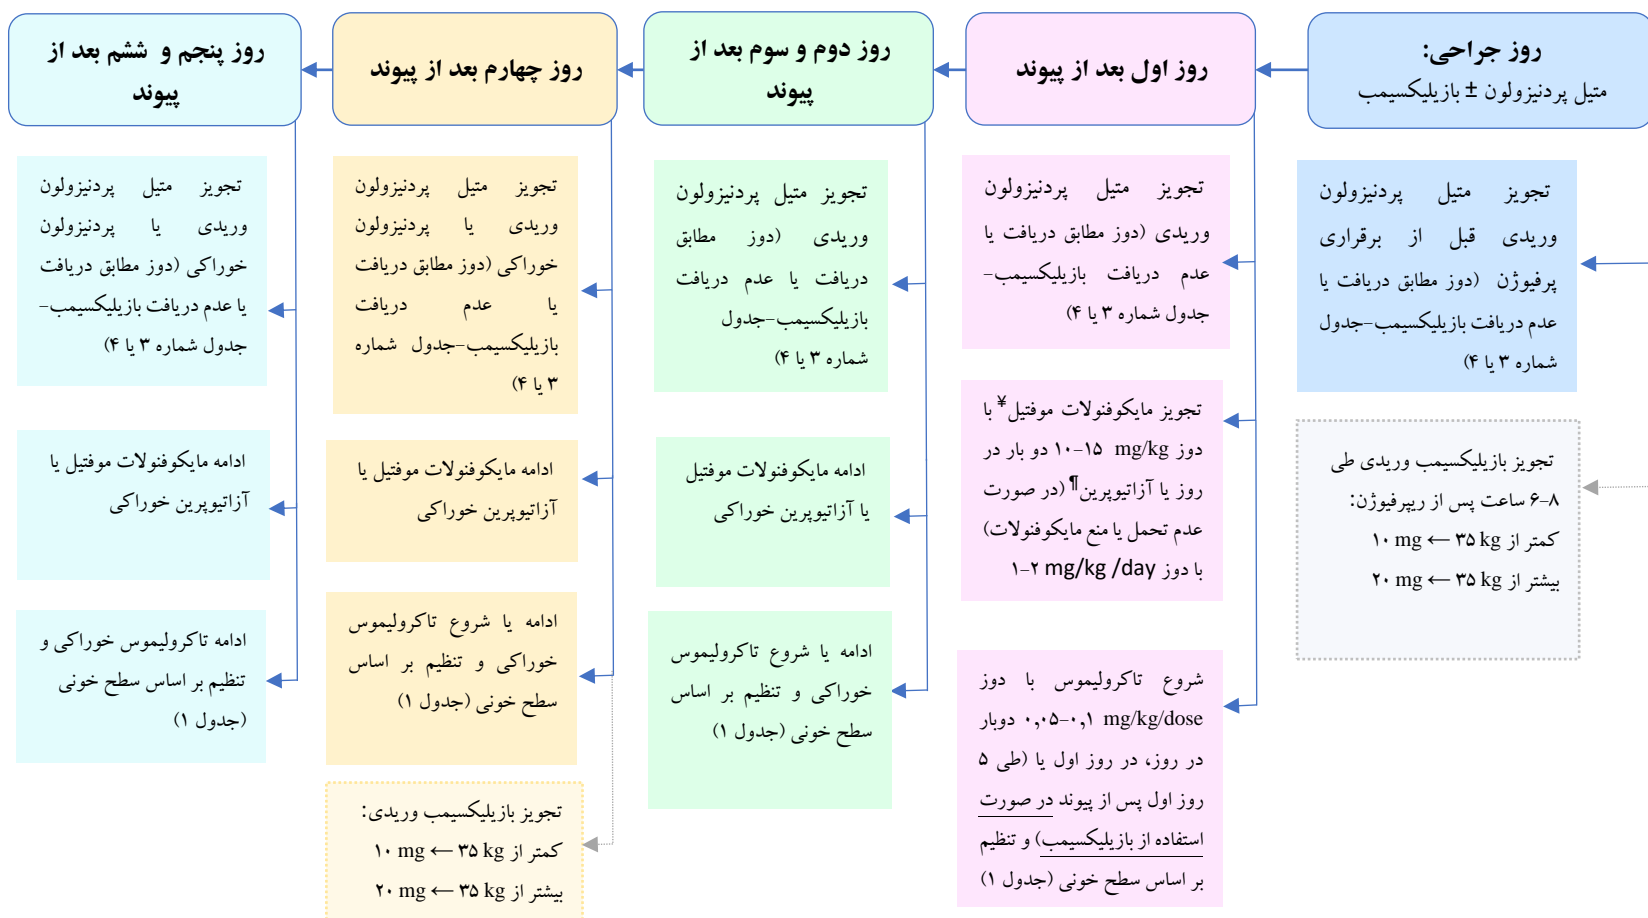 روز جراحی:
متیل پردنیزولون ± بازیلیکسیمب
تجویز متیل پردنیزولون
وریدی قبل از برقراری
پرفیوژن (دوز مطابق دریافت یا
عدم دریافت بازیلیکسیمب-جدول
شماره ۳ یا ۴)
تجویز بازیلیکسیمب وریدی طی
۶-۸ ساعت پس از ریپرفیوژن:
کمتر از ۳۵ kg ← ۱۰ mg
بیشتر از ۳۵ kg ← ۲۰ mg
روز اول بعد از پیوند
تجویز متیل پردنیزولون
وریدی (دوز مطابق دریافت یا
عدم دریافت بازیلیکسیمب-
جدول شماره ۳ یا ۴)
تجویز مایکوفنولات موفتیل¥ با
دوز ۱۰-۱۵ mg/kg دو بار در
روز یا آزاتیوپرین¶ (در صورت
عدم تحمل یا منع مایکوفنولات)
با دوز ۱-۲ mg/kg /day
شروع تاکرولیموس با دوز
۰,۰۵-۰,۱ mg/kg/dose دوبار
در روز، در روز اول یا (طی ۵
روز اول پس از پیوند در صورت
استفاده از بازیلیکسیمب) و تنظیم
بر اساس سطح خونی (جدول ۱)
روز دوم و سوم بعد از
پیوند
تجویز متیل پردنیزولون
وریدی (دوز مطابق
دریافت یا عدم دریافت
بازیلیکسیمب-جدول
شماره ۳ یا ۴)
ادامه مایکوفنولات موفتیل
یا آزاتیوپرین خوراکی
ادامه یا شروع تاکرولیموس
خوراکی و تنظیم بر اساس
سطح خونی (جدول ۱)
روز چهارم بعد از پیوند
تجویز متیل پردنیزولون
وریدی یا پردنیزولون
خوراکی (دوز مطابق دریافت
یا عدم دریافت
بازیلیکسیمب-جدول شماره
۳ یا ۴)
ادامه مایکوفنولات موفتیل یا
آزاتیوپرین خوراکی
ادامه یا شروع تاکرولیموس
خوراکی و تنظیم بر اساس
سطح خونی (جدول ۱)
تجویز بازیلیکسیمب وریدی:
کمتر از ۳۵ kg ← ۱۰ mg
بیشتر از ۳۵ kg ← ۲۰ mg
روز پنجم و ششم بعد از
پیوند
تجویز متیل پردنیزولون
وریدی یا پردنیزولون
خوراکی (دوز مطابق دریافت
یا عدم دریافت بازیلیکسیمب-
جدول شماره ۳ یا ۴)
ادامه مایکوفنولات موفتیل یا
آزاتیوپرین خوراکی
ادامه تاکرولیموس خوراکی و
تنظیم بر اساس سطح خونی
(جدول ۱)